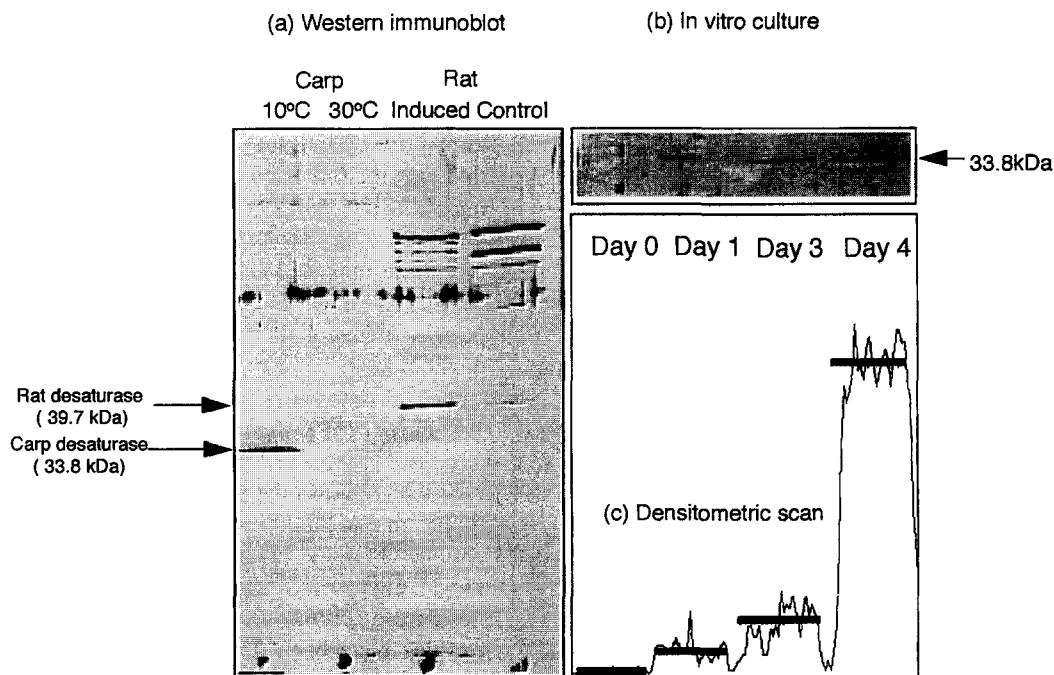 (a) Western immunoblot
(b) In vitro culture
Carp Rat
10ºC 30ºC Induced Control
33.8kDa
Day 0 Day 1 Day 3 Day 4
Rat desaturase
( 39.7 kDa)
Carp desaturase
( 33.8 kDa)
(c) Densitometric scan